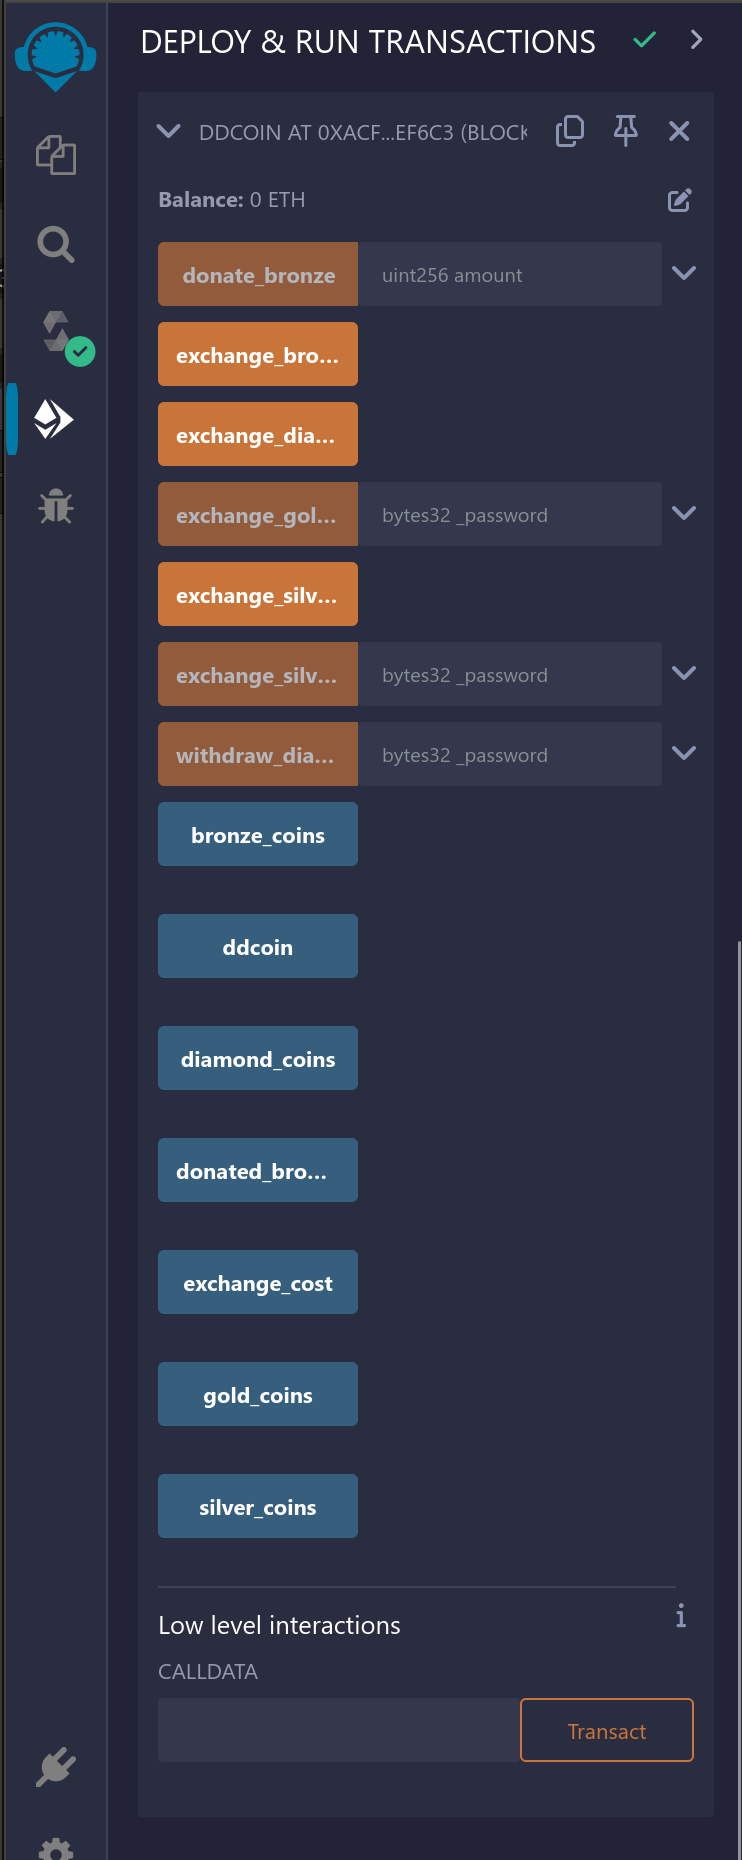 DEPLOY & RUN TRANSACTIONS
DDCOIN AT 0XACF...EF6C3 (BLOCK
Balance: 0 ETH
donate_bronze uint256 amount
exchange_bro...
exchange_dia...
exchange_gol... bytes32 _password
exchange_silv...
exchange_silv... bytes32 _password
withdraw_dia... bytes32 _password
bronze_coins
ddcoin
diamond_coins
donated_bro...
exchange_cost
gold_coins
silver_coins
Low level interactions
CALLDATA
Transact